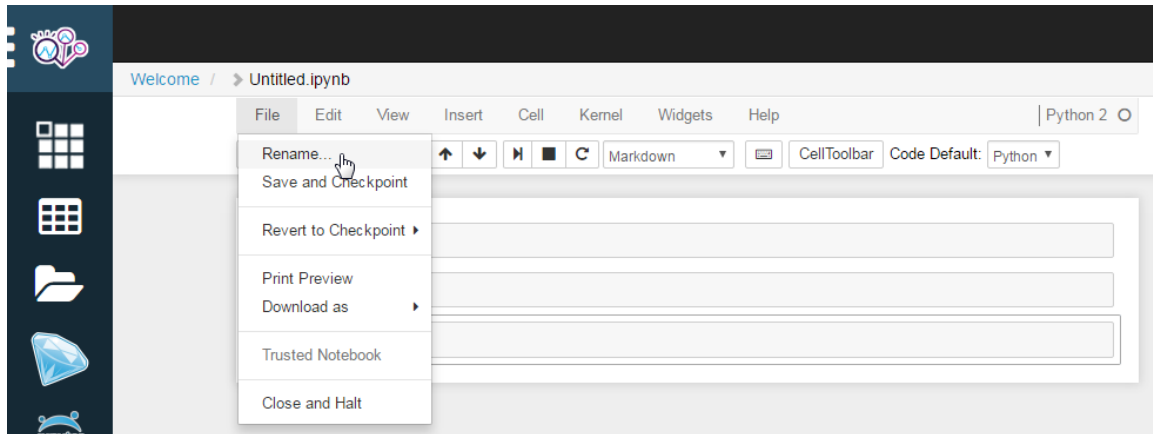 Welcome / Untitled.ipynb
File Edit View Insert Cell Kernel Widgets Help Python 2
Rename...
Markdown CellToolbar Code Default: Python
Save and Checkpoint
Revert to Checkpoint
Print Preview
Download as
Trusted Notebook
Close and Halt